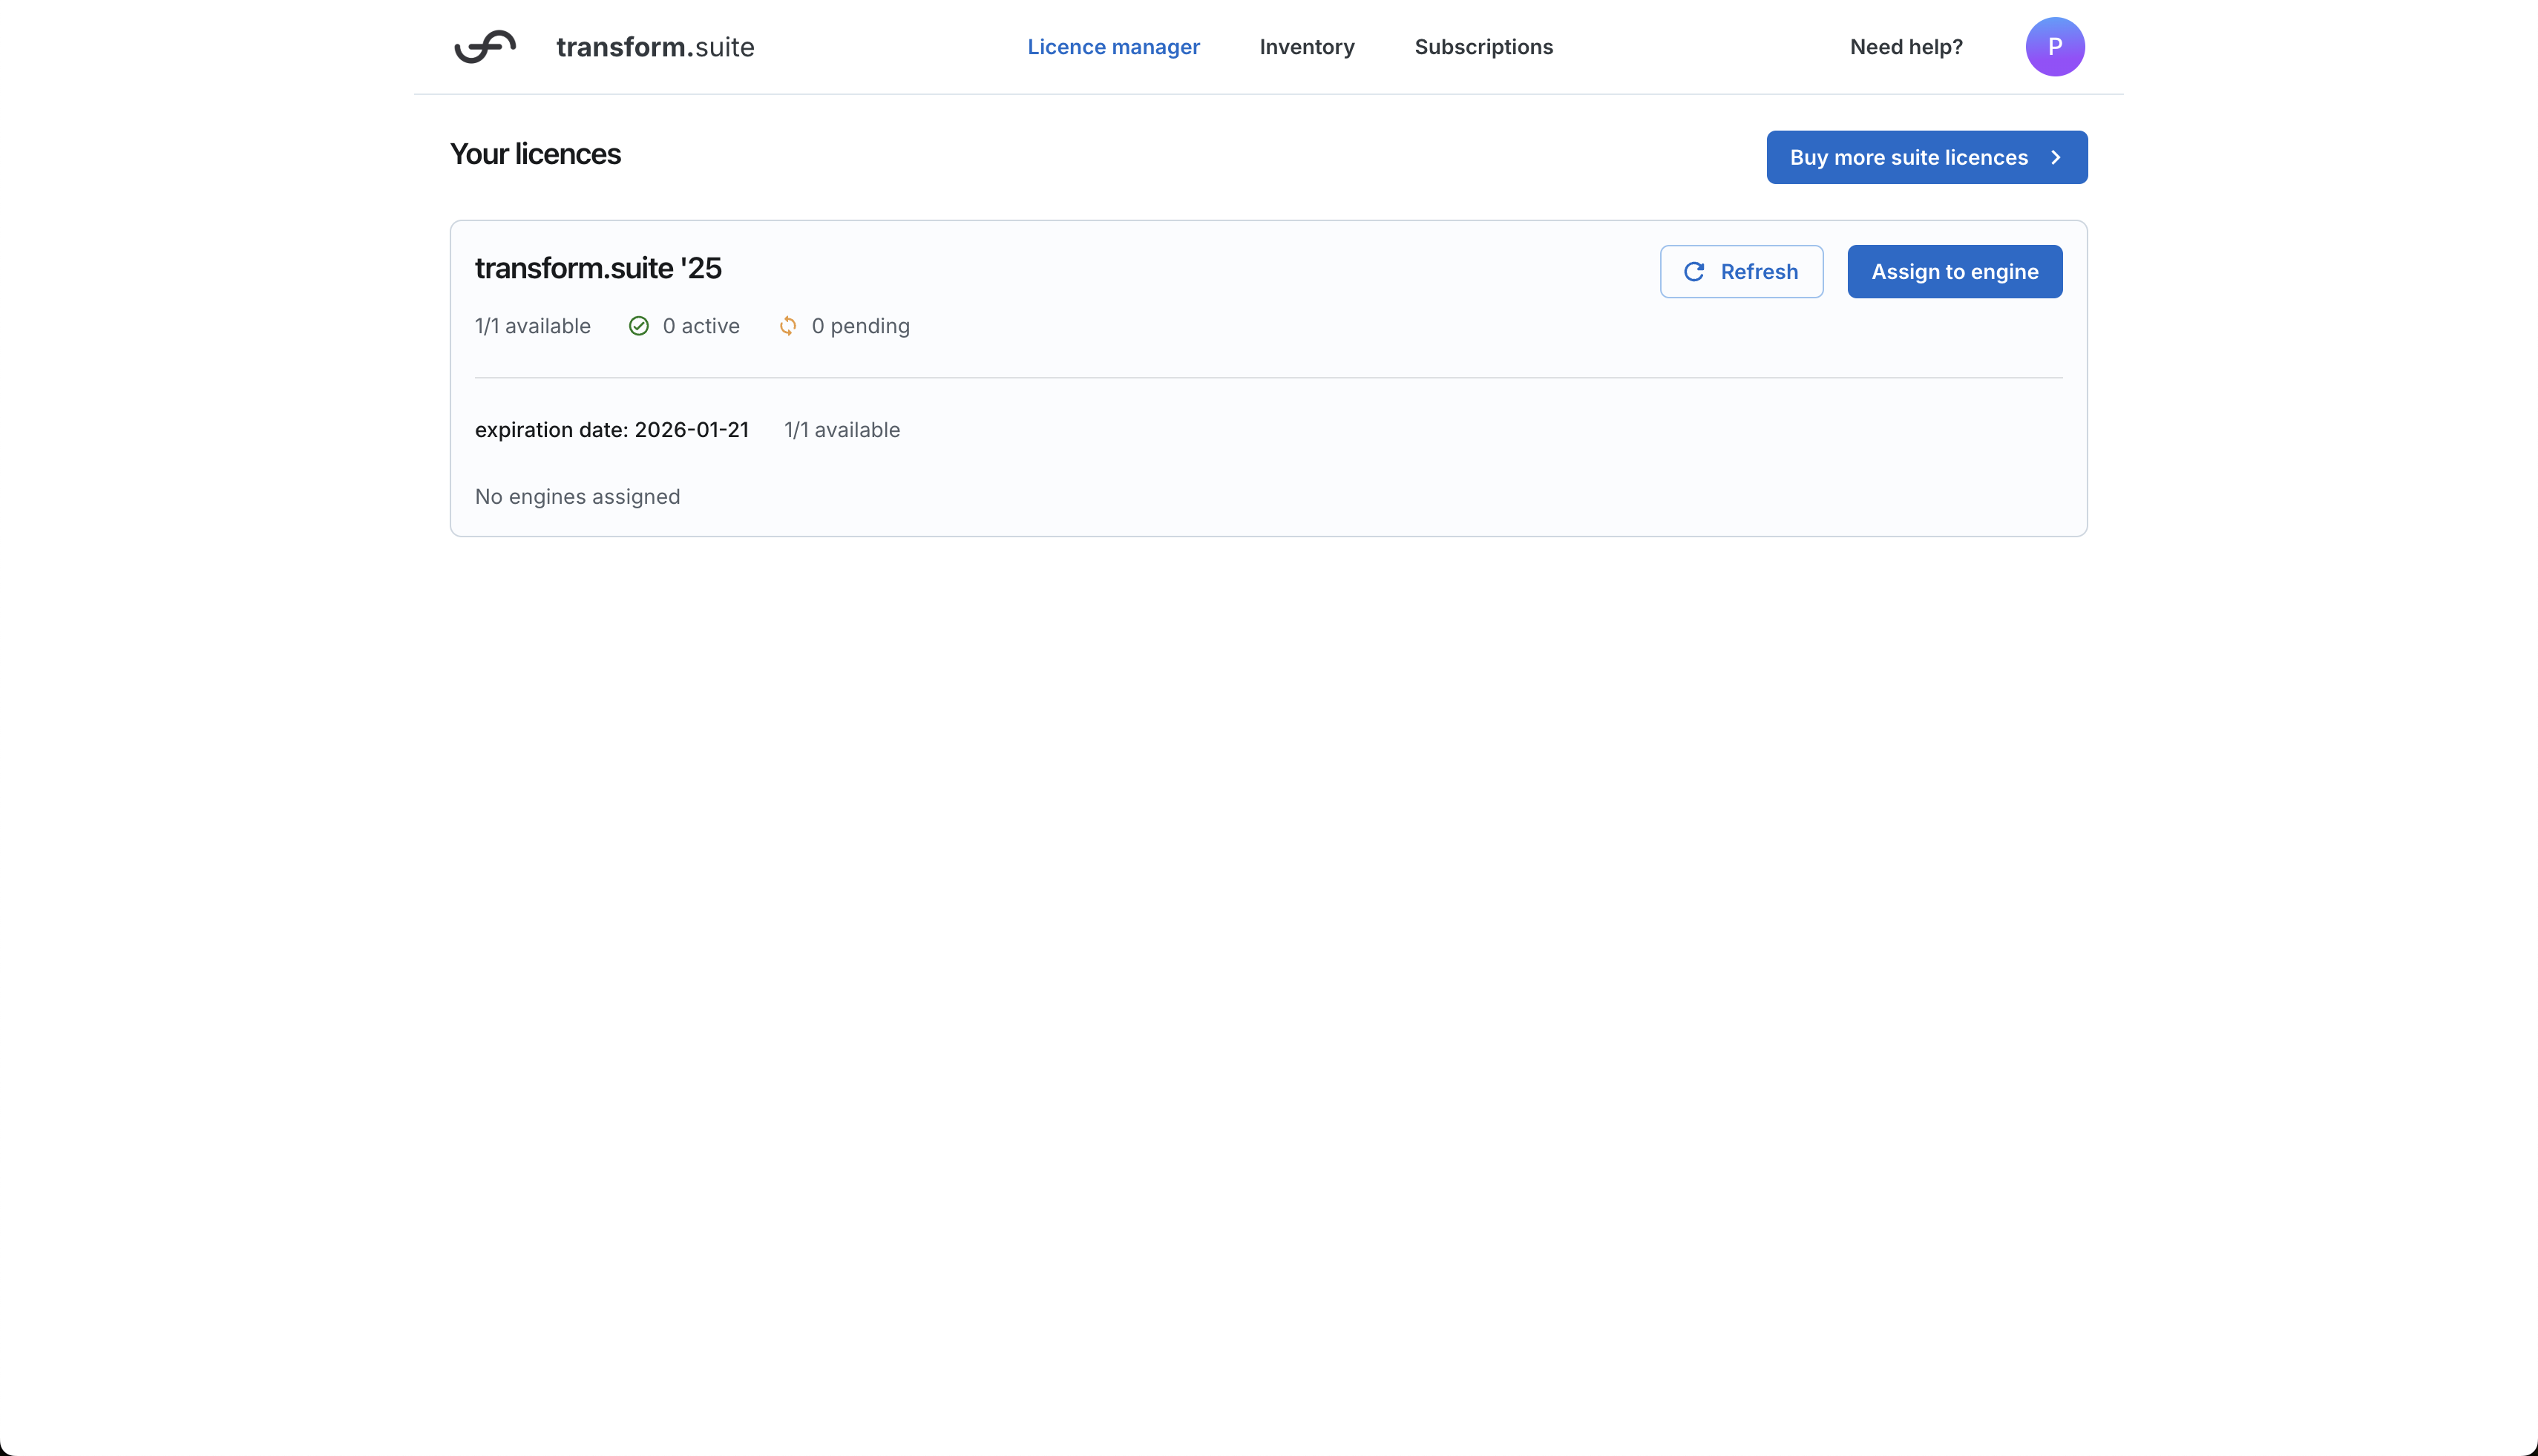 transform.suite
Licence manager
Inventory
Subscriptions
Need help?
P
Your licences
Buy more suite licences
transform.suite '25
Refresh
Assign to engine
1/1 available
0 active
0 pending
expiration date: 2026-01-21
1/1 available
No engines assigned